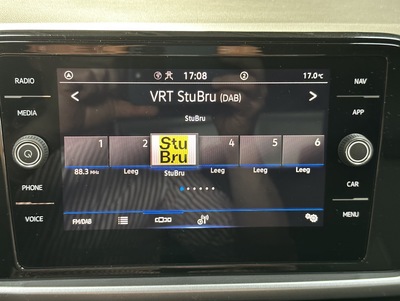 RADIO
MEDIA
PHONE
VOICE
17:08
2
17.0°C
< VRT StuBru (DAB) >
StuBru
1 2 Stu Bru 4 5 6
88.3 MHz Leeg StuBru Leeg Leeg Leeg
FM/DAB
NAV
APP
CAR
MENU